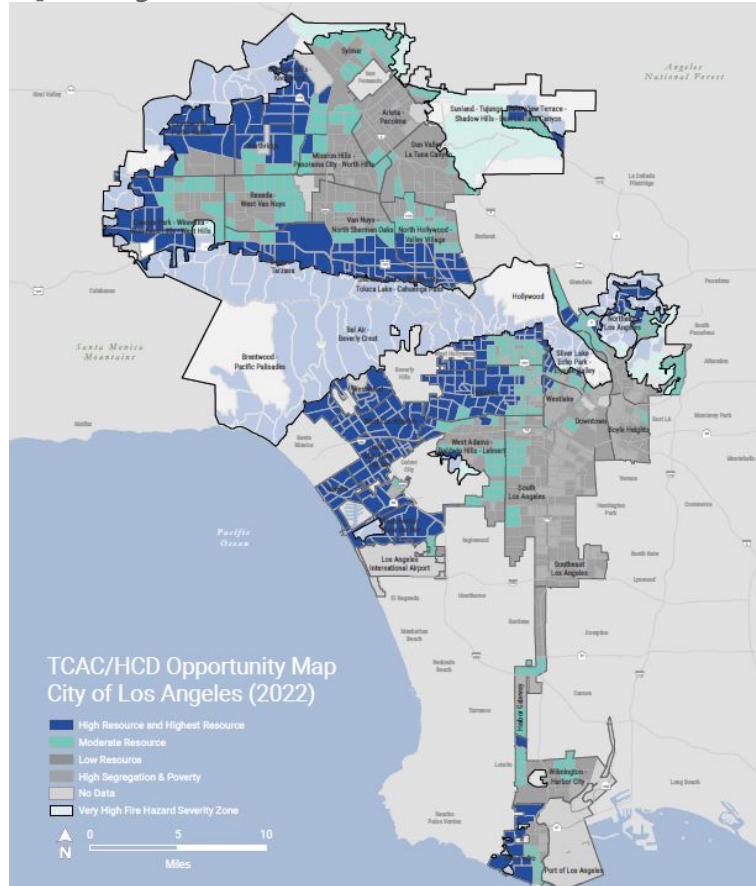 Sylmar
San
Fernando
Angeles
National Forest
Arleta -
Pacoima
Sunland - Tujunga
Shadow Hills
Mission Hills -
Panorama City - North Hills
Sun Valley
La Tuna Canyon
La Cañada
Flintridge
Northridge
Reseda -
West Van Nuys
Van Nuys -
North Sherman Oaks
North Hollywood -
Valley Village
Burbank
Tarzana
Toluca Lake - Cahuenga Pass
Calabasas
Hollywood
Glendale
Pasadena
Santa Monica
Mountains
Bel Air -
Beverly Crest
Brentwood -
Pacific Palisades
Northeast
Los Angeles
South
Pasadena
Silver Lake
Echo Park -
Alhambra
Beverly
Hills
Westlake
Malibu
Santa
Monica
Downtown
Boyle Heights
East LA
Monterey Park
West Adams -
Leimert
Culver
City
Montebello
South
Los Angeles
Vernon
Commerce
Huntington
Park
Pacific
Ocean
Inglewood
Los Angeles
International Airport
Southeast
Los Angeles
South Gate
Lynwood
El Segundo
Hawthorne
Manhattan
Beach
Gardena
Compton
Redondo
Beach
TCAC/HCD Opportunity Map
City of Los Angeles (2022)
Harbor Gateway
Torrance
Carson
High Resource and Highest Resource
Moderate Resource
Low Resource
High Segregation & Poverty
No Data
Very High Fire Hazard Severity Zone
Lomita
Wilmington -
Harbor City
Long Beach
Rancho
Palos Verdes
N
0 5 10
Miles
Port of Los Angeles